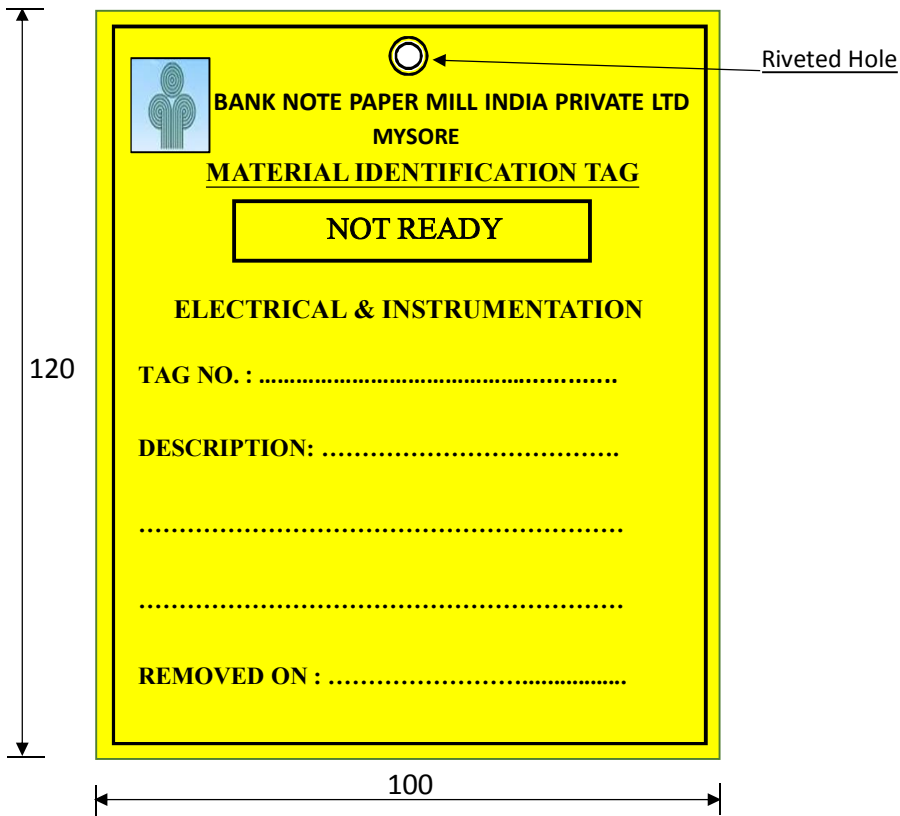 Riveted Hole
BANK NOTE PAPER MILL INDIA PRIVATE LTD
MYSORE
MATERIAL IDENTIFICATION TAG
NOT READY
ELECTRICAL & INSTRUMENTATION
120
TAG NO. : ..................................................
DESCRIPTION: ……………………………….
……………………………………………………
……………………………………………………
REMOVED ON : ……………………..................
100